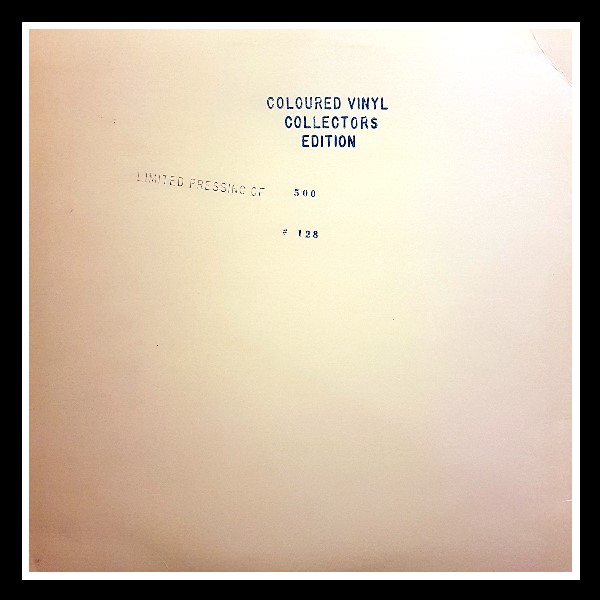 COLOURED VINYL
COLLECTORS
EDITION
LIMITED PRESSING OF 500
# 128